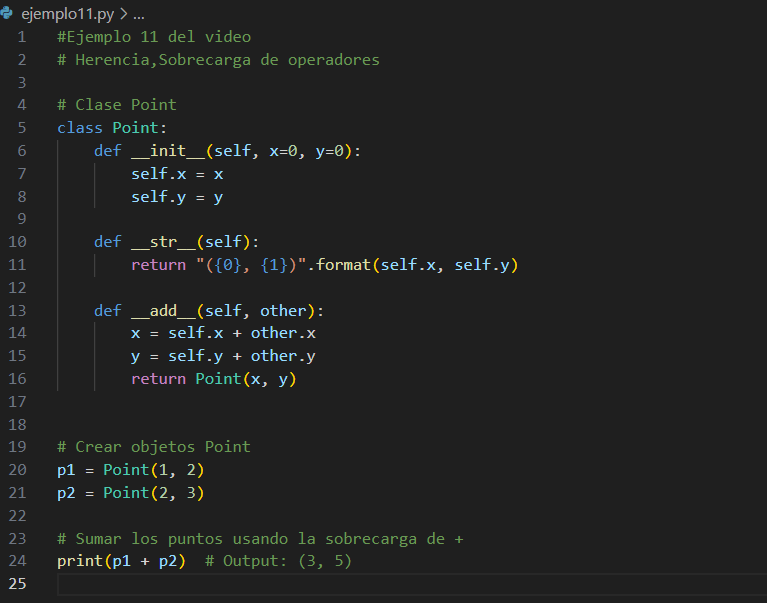 ejemplo11.py > ...
1 #Ejemplo 11 del video
2 # Herencia,Sobrecarga de operadores
3
4 # Clase Point
5 class Point:
6     def __init__(self, x=0, y=0):
7         self.x = x
8         self.y = y
9
10     def __str__(self):
11         return "({0}, {1})".format(self.x, self.y)
12
13     def __add__(self, other):
14         x = self.x + other.x
15         y = self.y + other.y
16         return Point(x, y)
17
18
19 # Crear objetos Point
20 p1 = Point(1, 2)
21 p2 = Point(2, 3)
22
23 # Sumar los puntos usando la sobrecarga de +
24 print(p1 + p2)  # Output: (3, 5)
25